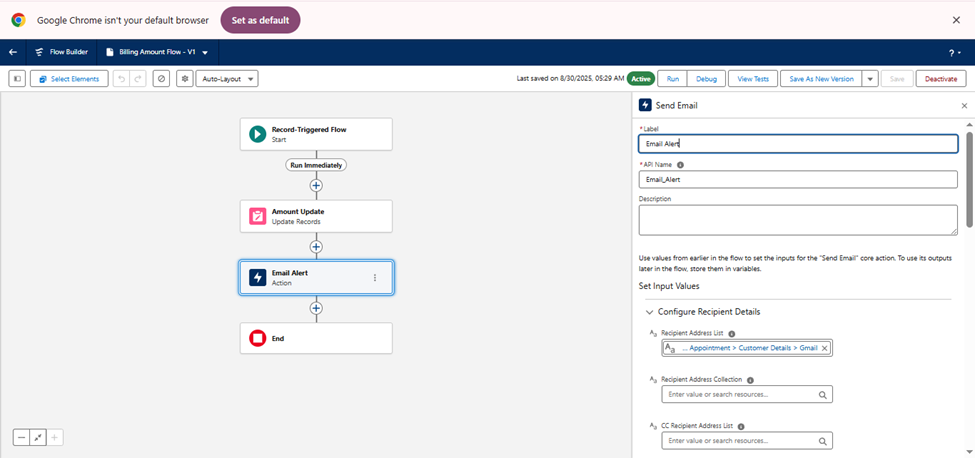 Google Chrome isn't your default browser
Set as default
Flow Builder
Billing Amount Flow - V1
?
Select Elements
Auto-Layout
Last saved on 8/30/2025, 05:29 AM
Active
Run
Debug
View Tests
Save As New Version
Save
Deactivate
Record-Triggered Flow
Start
Run Immediately
Amount Update
Update Records
Email Alert
Action
End
Send Email
*Label
Email Alert
*API Name
Email_Alert
Description
Use values from earlier in the flow to set the inputs for the "Send Email" core action. To use its outputs
later in the flow, store them in variables.
Set Input Values
Configure Recipient Details
Aa Recipient Address List
Aa ... Appointment > Customer Details > Gmail
Aa Recipient Address Collection
Enter value or search resources...
Aa CC Recipient Address List
Enter value or search resources...